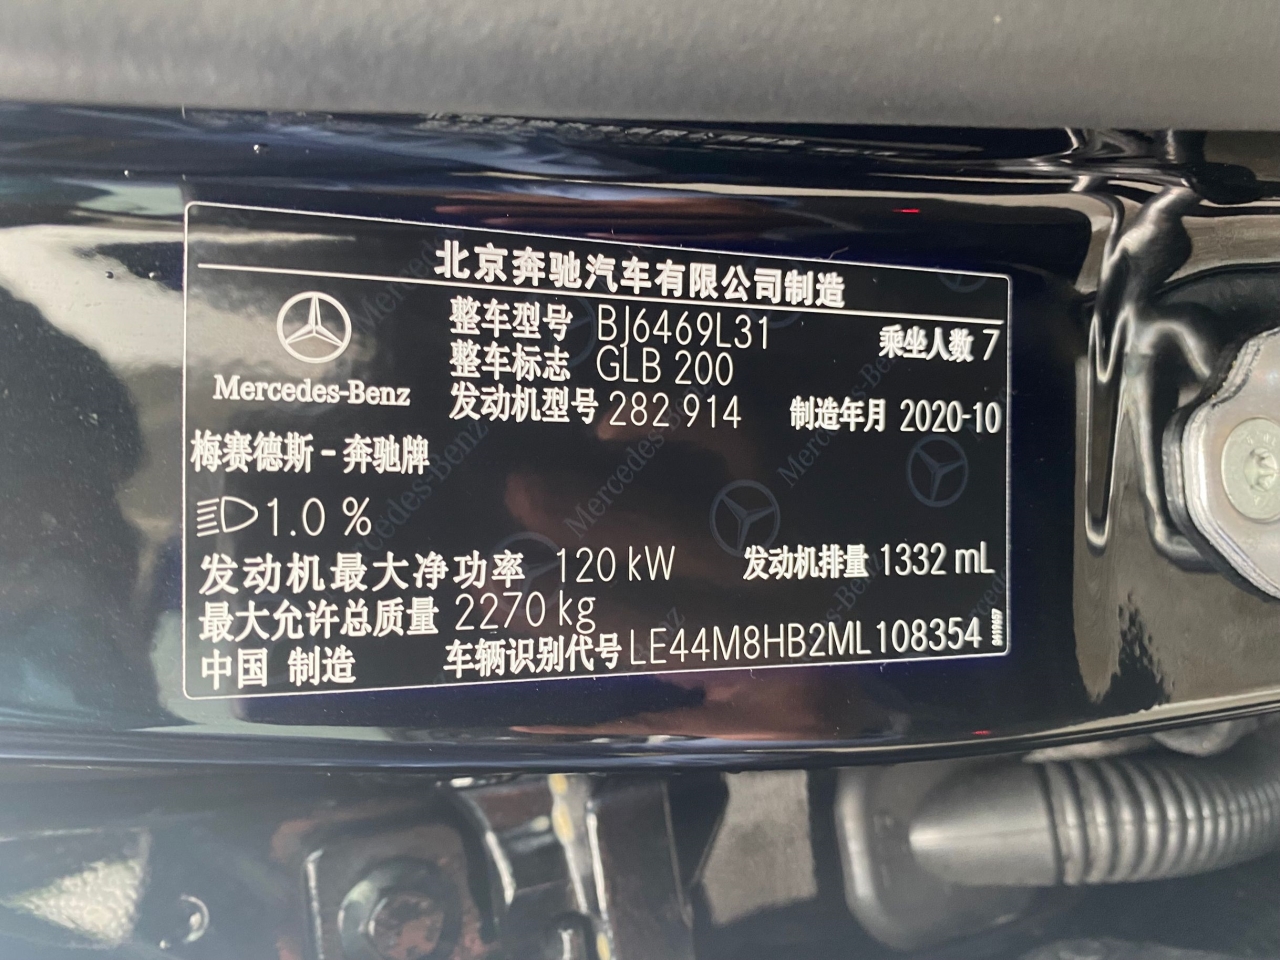 北京奔驰汽车有限公司制造
整车型号 BJ6469L31 乘坐人数 7
整车标志 GLB 200
发动机型号 282 914 制造年月 2020-10
Mercedes-Benz
梅赛德斯-奔驰牌
1.0 %
发动机最大净功率 120 kW 发动机排量 1332 mL
最大允许总质量 2270 kg
中国 制造 车辆识别代号 LE44M8HB2ML108354